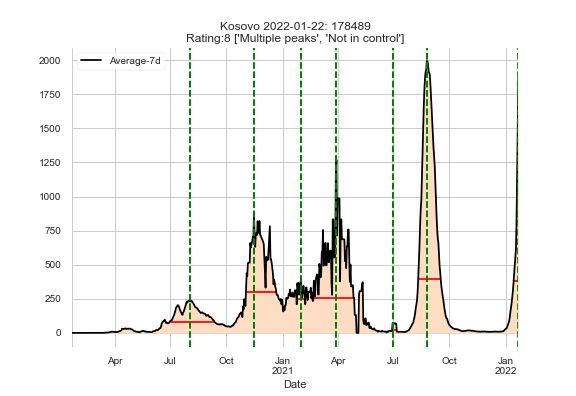 Kosovo 2022-01-22: 178489
Rating:8 ['Multiple peaks', 'Not in control']
Average-7d
2000
1750
1500
1250
1000
750
500
250
0
Apr
Jul
Oct
Jan
2021
Apr
Jul
Oct
Jan
2022
Date